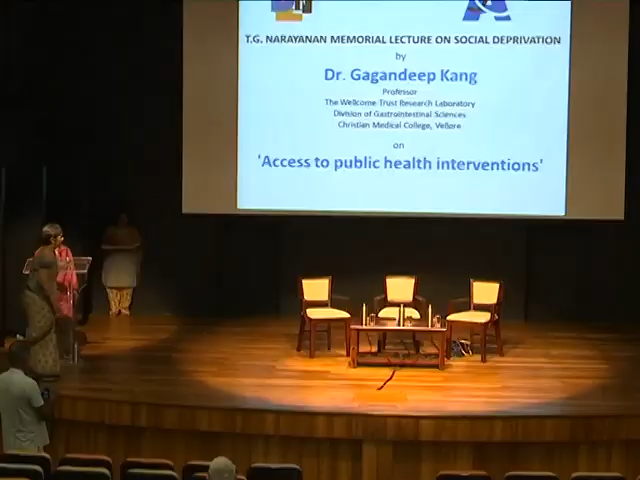 T.G. NARAYANAN MEMORIAL LECTURE ON SOCIAL DEPRIVATION
by
Dr. Gagandeep Kang
Professor
The Wellcome Trust Research Laboratory
Division of Gastrointestinal Sciences
Christian Medical College, Vellore
on
'Access to public health interventions'